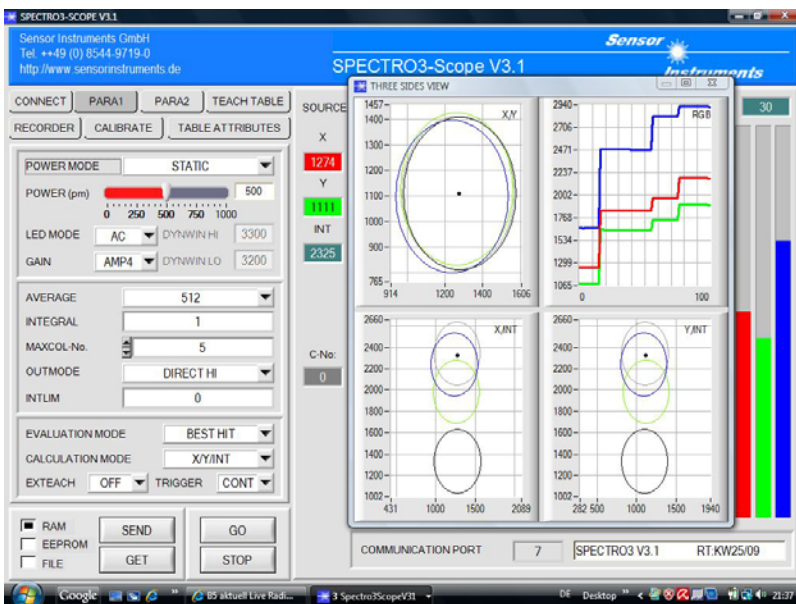 SPECTRO3-SCOPE V3.1
Sensor Instruments GmbH
Tel. ++49 (0) 8544-9719-0
http://www.sensorinstruments.de
SPECTRO3-Scope V3.1
Sensor
Instruments
CONNECT PARA1 PARA2 TEACH TABLE
RECORDER CALIBRATE TABLE ATTRIBUTES
POWER MODE STATIC
POWER (pm) 500
0 250 500 750 1000
LED MODE AC DYNWIN HI 3300
GAIN AMP4 DYNWIN LO 3200
AVERAGE 512
INTEGRAL 1
MAXCOL-No. 5
OUTMODE DIRECT HI
INTLIM 0
EVALUATION MODE BEST HIT
CALCULATION MODE X/Y/INT
EXTEACH OFF TRIGGER CONT
RAM
EEPROM
FILE
SEND GO
GET STOP
SOURCE
X
1274
Y
1111
INT
2325
C-No:
0
30
THREE SIDES VIEW
X,Y
1457-
1400-
1300-
1200-
1100-
1000-
900-
765-
914 1200 1400 1606
RGB
2940-
2706-
2471-
2237-
2002-
1768-
1534-
1299-
1065-
0 100
X,INT
2660-
2400-
2200-
2000-
1800-
1600-
1400-
1200-
1002-
431 1000 1500 2089
Y,INT
2660-
2400-
2200-
2000-
1800-
1600-
1400-
1200-
1002-
282 500 1000 1500 1940
COMMUNICATION PORT 7 SPECTRO3 V3.1 RT:KW25/09
Google B5 aktuell Live Radi... 3 Spectro3ScopeV31 DE Desktop 21:37